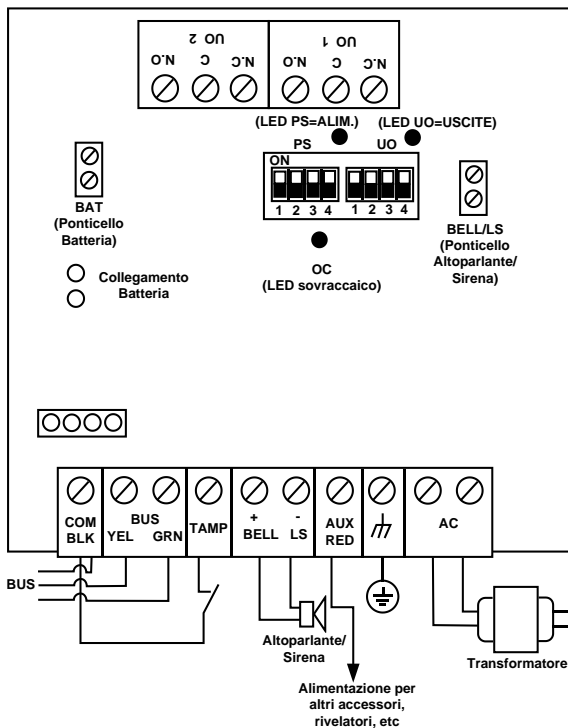 UO 2
UO 1
N.O C N.C N.O C N.C
(LED PS=ALIM.) (LED UO=USCITE)
PS UO
ON
1 2 3 4 1 2 3 4
BAT
(Ponticello
Batteria)
BELL/LS
(Ponticello
Altoparlante/
Sirena)
OC
(LED sovraccaico)
Collegamento
Batteria
COM
BLK
BUS
YEL GRN
TAMP
+ -
BELL LS
AUX
RED
AC
BUS
Altoparlante/
Sirena
Transformatore
Alimentazione per
altri accessori,
rivelatori, etc